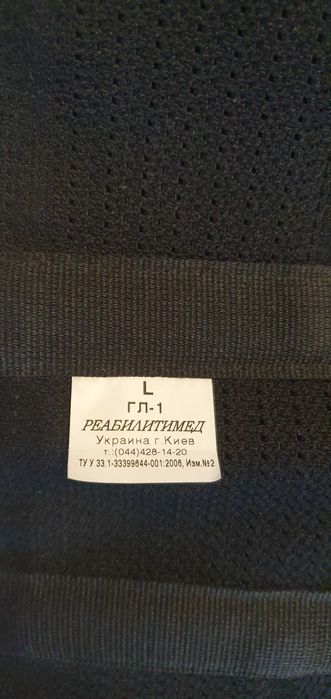 L
ГЛ-1
РЕАБИЛИТИМЕД
Украина г.Киев
т.:(044)428-14-20
ТУ У 33.1-33399644-001:2006, Изм.№2